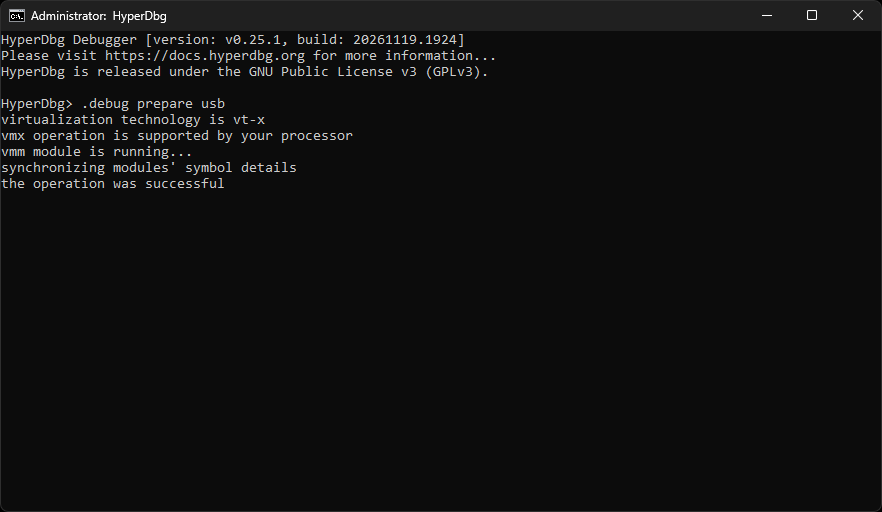 Administrator: HyperDbg
HyperDbg Debugger [version: v0.25.1, build: 20261119.1924]
Please visit https://docs.hyperdbg.org for more information...
HyperDbg is released under the GNU Public License v3 (GPLv3).
HyperDbg> .debug prepare usb
virtualization technology is vt-x
vmx operation is supported by your processor
vmm module is running...
synchronizing modules' symbol details
the operation was successful